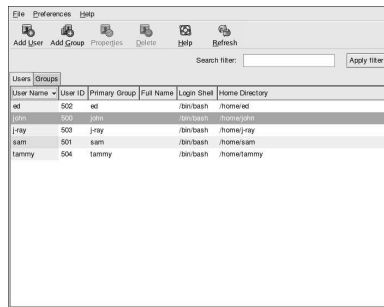 File Preferences Help
Add User Add Group Properties Delete Help Refresh
Search filter: Apply filter
Users Groups
User Name User ID Primary Group Full Name Login Shell Home Directory
ed 502 ed /bin/bash /home/ed
john 500 john /bin/bash /home/john
j-ray 503 j-ray /bin/bash /home/j-ray
sam 501 sam /bin/bash /home/sam
tammy 504 tammy /bin/bash /home/tammy